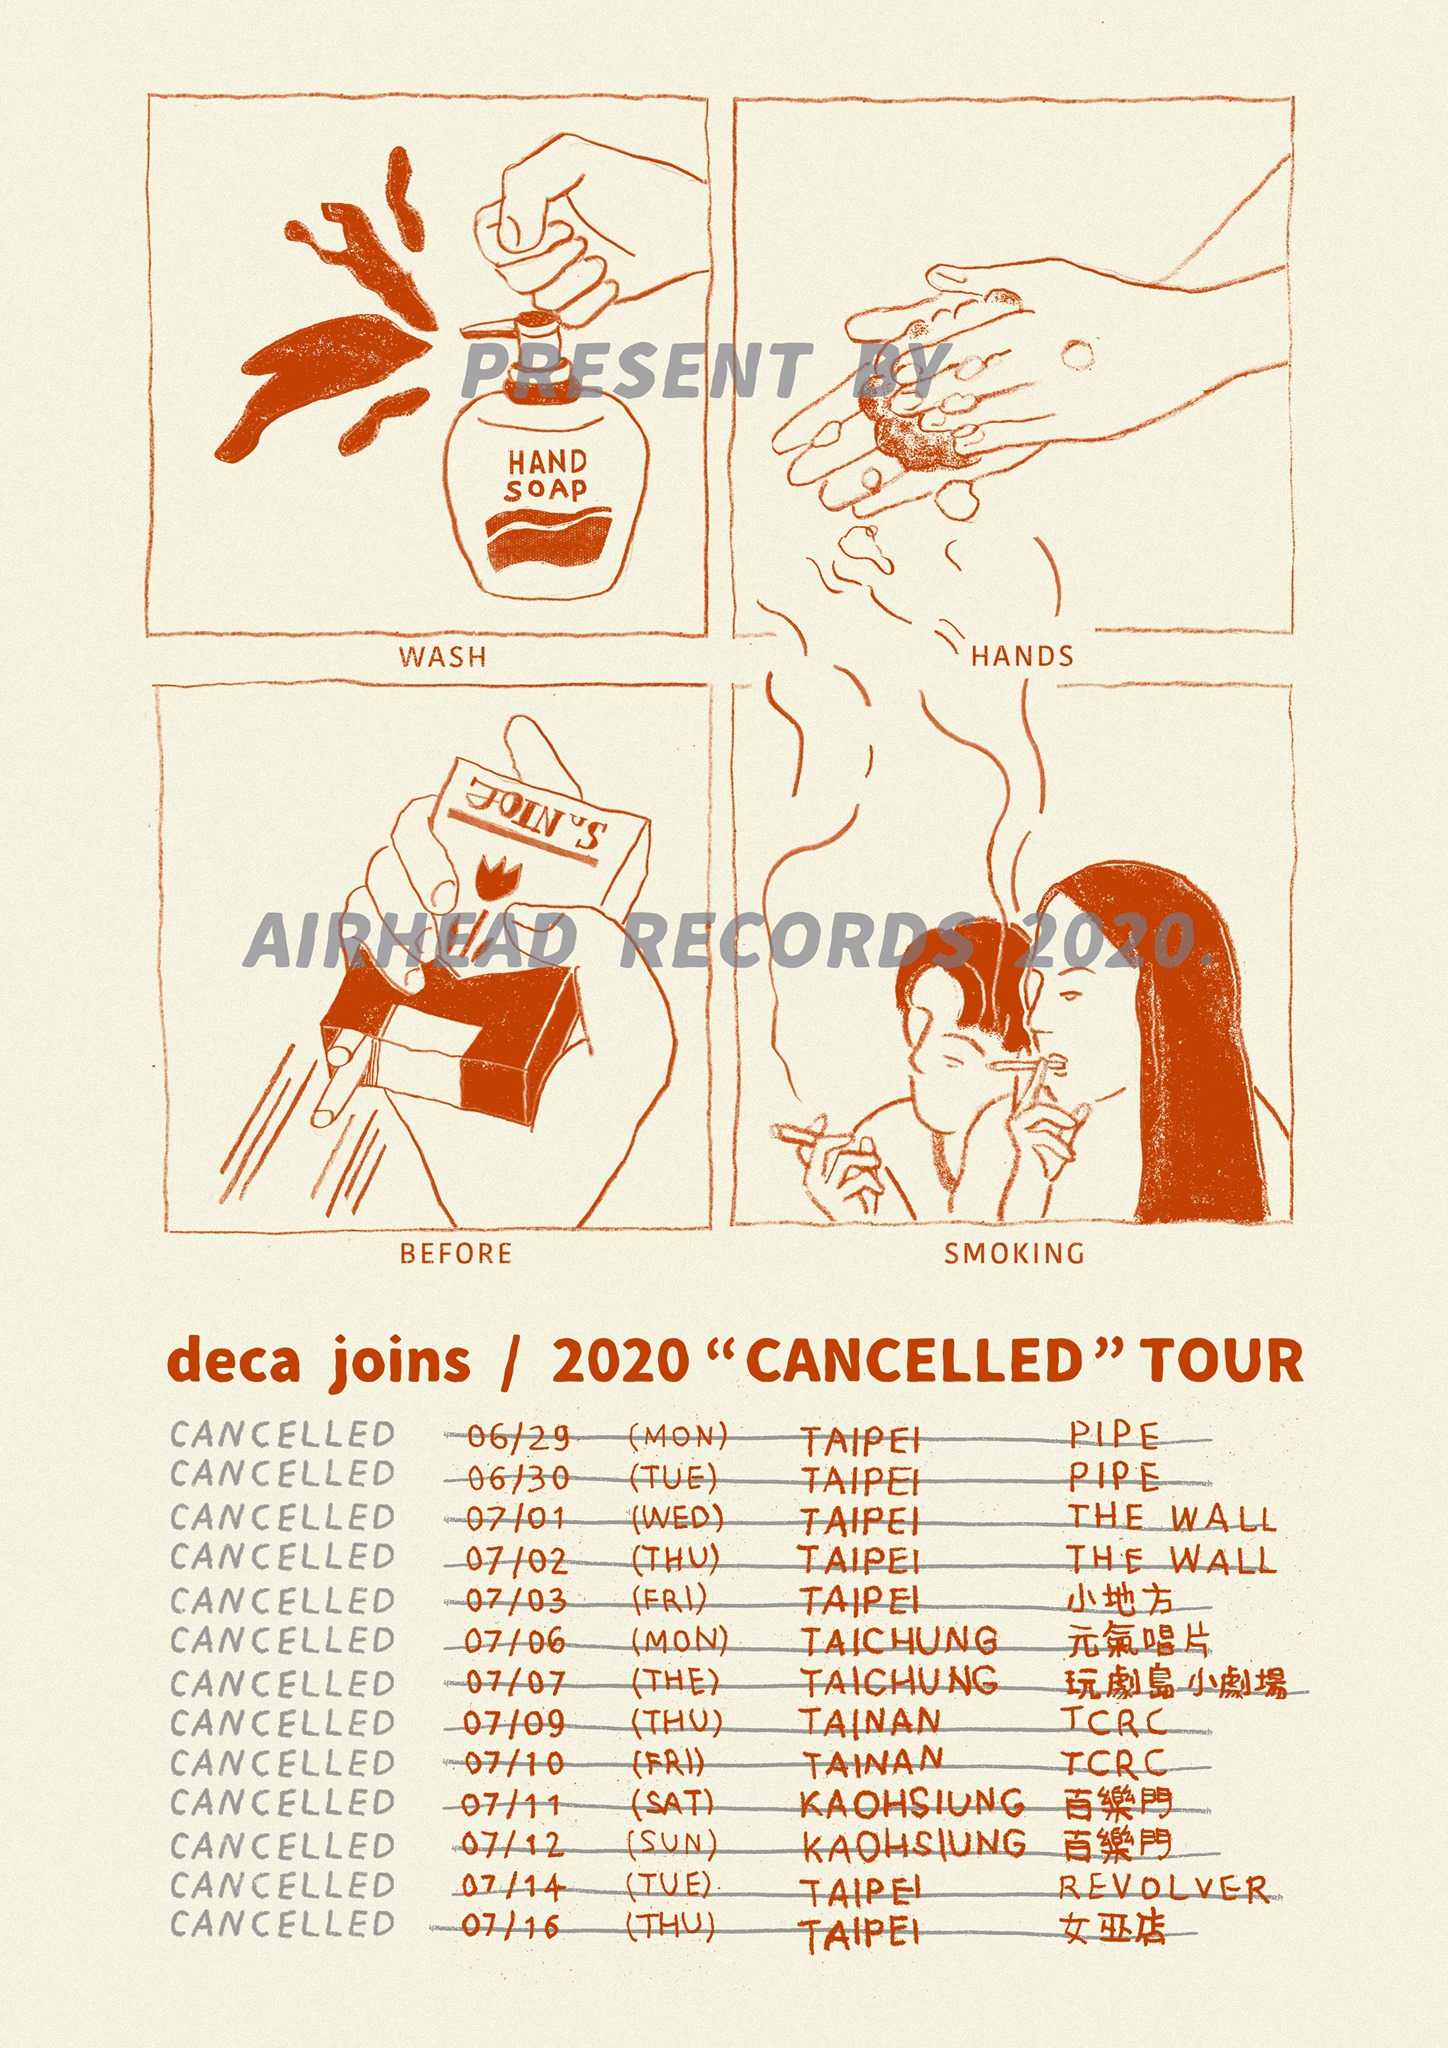 PRESENT BY
HAND
SOAP
WASH
HANDS
AIRHEAD RECORDS 2020.
BEFORE
SMOKING
deca joins / 2020 “CANCELLED” TOUR
CANCELLED 06/29 (MON) TAIPEI PIPE
CANCELLED 06/30 (TUE) TAIPEI PIPE
CANCELLED 07/01 (WED) TAIPEI THE WALL
CANCELLED 07/02 (THU) TAIPEI THE WALL
CANCELLED 07/03 (FRI) TAIPEI 小地方
CANCELLED 07/06 (MON) TAICHUNG 元氣唱片
CANCELLED 07/07 (THE) TAICHUNG 玩劇島小劇場
CANCELLED 07/09 (THU) TAINAN TCRC
CANCELLED 07/10 (FRI) TAINAN TCRC
CANCELLED 07/11 (SAT) KAOHSIUNG 百樂門
CANCELLED 07/12 (SUN) KAOHSIUNG 百樂門
CANCELLED 07/14 (TUE) TAIPEI REVOLVER
CANCELLED 07/16 (THU) TAIPEI 女巫店